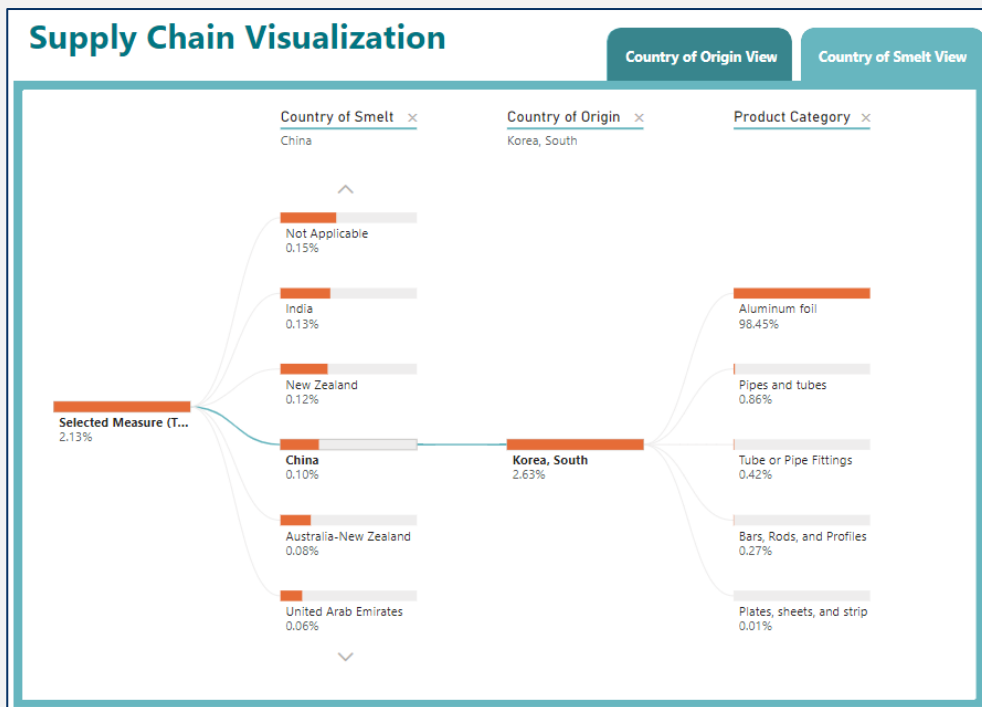 Supply Chain Visualization
Country of Origin View
Country of Smelt View
Country of Smelt ×
China
Country of Origin ×
Korea, South
Product Category ×
Selected Measure (T...
2.13%
Not Applicable
0.15%
India
0.13%
New Zealand
0.12%
China
0.10%
Australia-New Zealand
0.08%
United Arab Emirates
0.06%
Korea, South
2.63%
Aluminum foil
98.45%
Pipes and tubes
0.86%
Tube or Pipe Fittings
0.42%
Bars, Rods, and Profiles
0.27%
Plates, sheets, and strip
0.01%